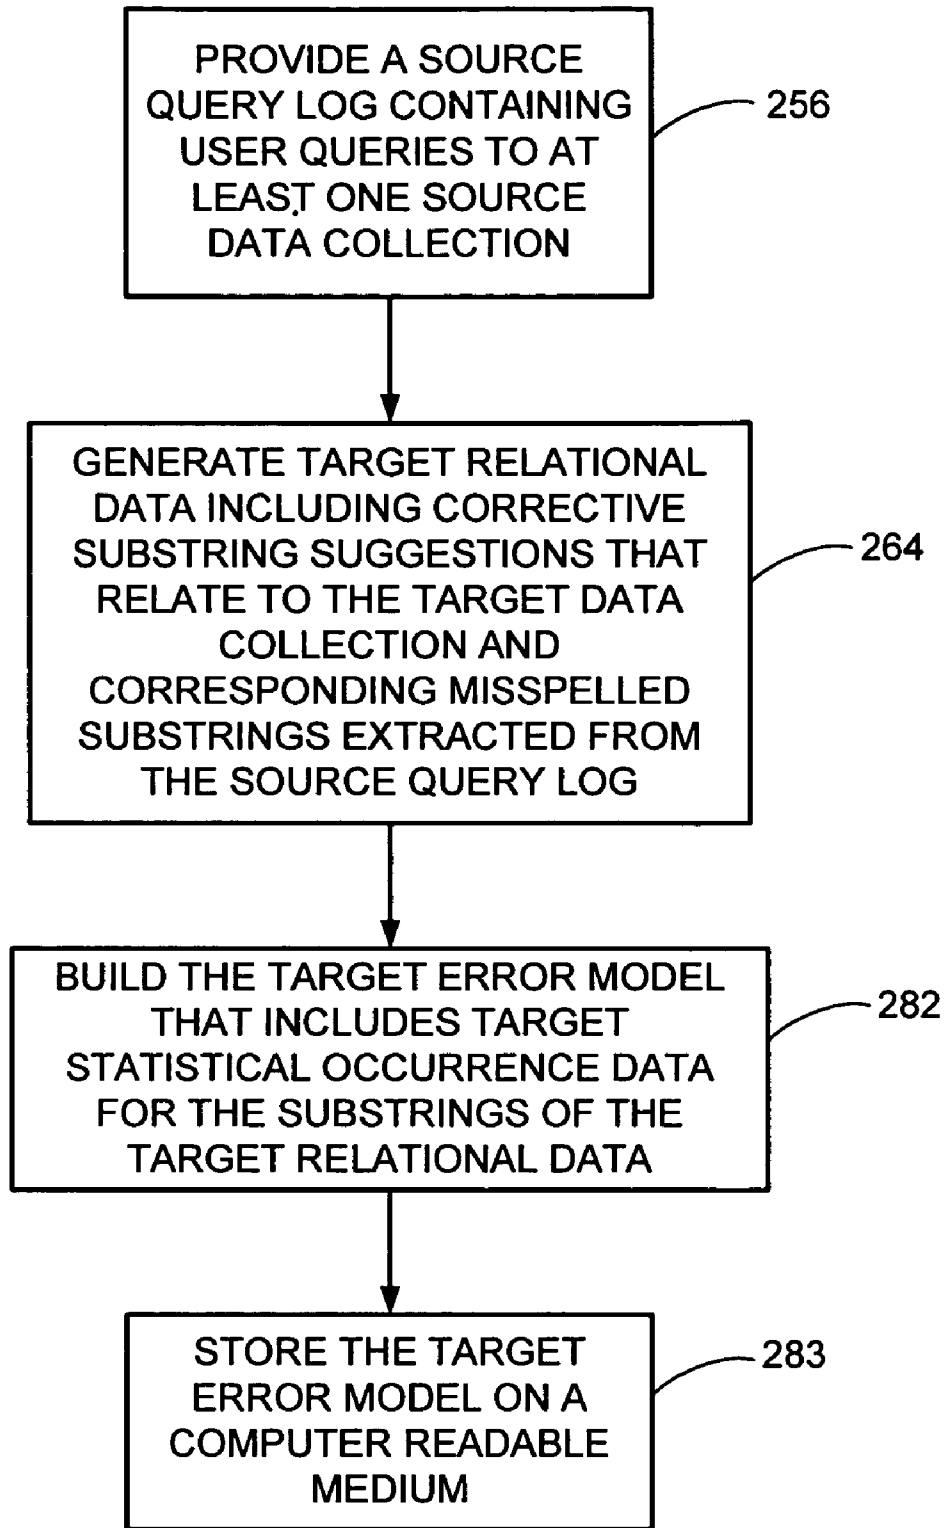 PROVIDE A SOURCE
QUERY LOG CONTAINING
USER QUERIES TO AT
LEAST ONE SOURCE
DATA COLLECTION
256
GENERATE TARGET RELATIONAL
DATA INCLUDING CORRECTIVE
SUBSTRING SUGGESTIONS THAT
RELATE TO THE TARGET DATA
COLLECTION AND
CORRESPONDING MISSPELLED
SUBSTRINGS EXTRACTED FROM
THE SOURCE QUERY LOG
264
BUILD THE TARGET ERROR MODEL
THAT INCLUDES TARGET
STATISTICAL OCCURRENCE DATA
FOR THE SUBSTRINGS OF THE
TARGET RELATIONAL DATA
282
STORE THE TARGET
ERROR MODEL ON A
COMPUTER READABLE
MEDIUM
283